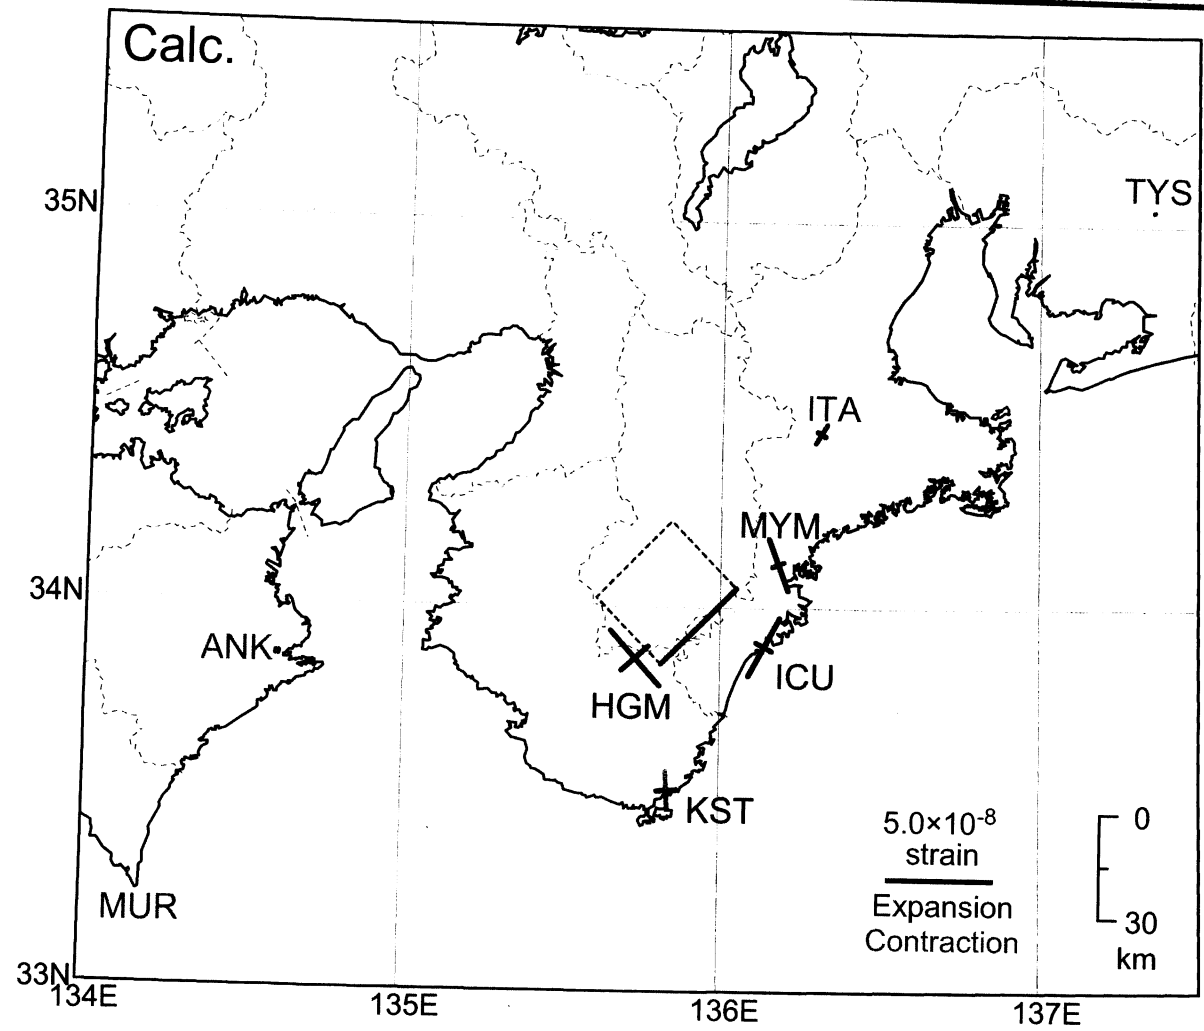 Calc.
35N
TYS
ITA
MYM
34N
ANK
ICU
HGM
KST
5.0×10⁻⁸
strain
Expansion
Contraction
0
30
km
MUR
33N
134E
135E
136E
137E